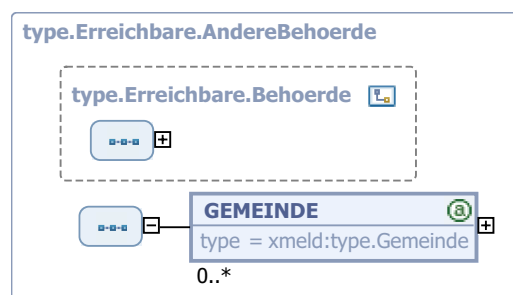 type.Erreichbare.AndereBehoerde
type.Erreichbare.Behoerde
GEMEINDE
a
type = xmeld:type.Gemeinde
0..*